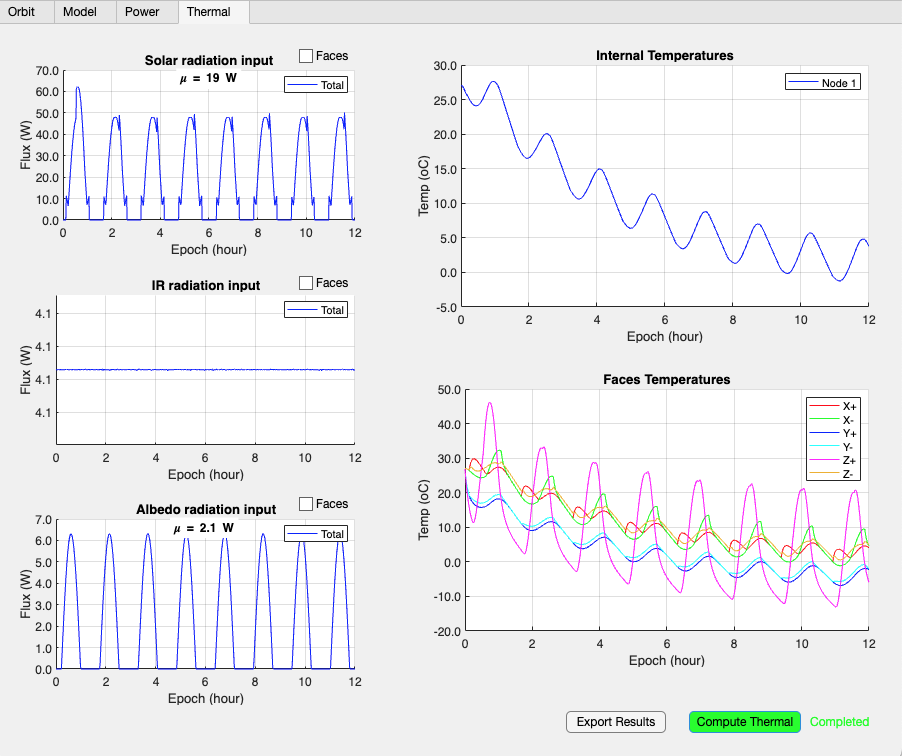 Orbit Model Power Thermal
Solar radiation input
Faces
μ = 19 W
Total
70.0
60.0
50.0
40.0
30.0
20.0
10.0
0.0
Flux (W)
0 2 4 6 8 10 12
Epoch (hour)
IR radiation input
Faces
Total
4.1
4.1
4.1
4.1
Flux (W)
0 2 4 6 8 10 12
Epoch (hour)
Albedo radiation input
Faces
μ = 2.1 W
Total
7.0
6.0
5.0
4.0
3.0
2.0
1.0
0.0
Flux (W)
0 2 4 6 8 10 12
Epoch (hour)
Internal Temperatures
Node 1
30.0
25.0
20.0
15.0
10.0
5.0
0.0
-5.0
Temp (oC)
0 2 4 6 8 10 12
Epoch (hour)
Faces Temperatures
X+
X-
Y+
Y-
Z+
Z-
50.0
40.0
30.0
20.0
10.0
0.0
-10.0
-20.0
Temp (oC)
0 2 4 6 8 10 12
Epoch (hour)
Export Results
Compute Thermal
Completed